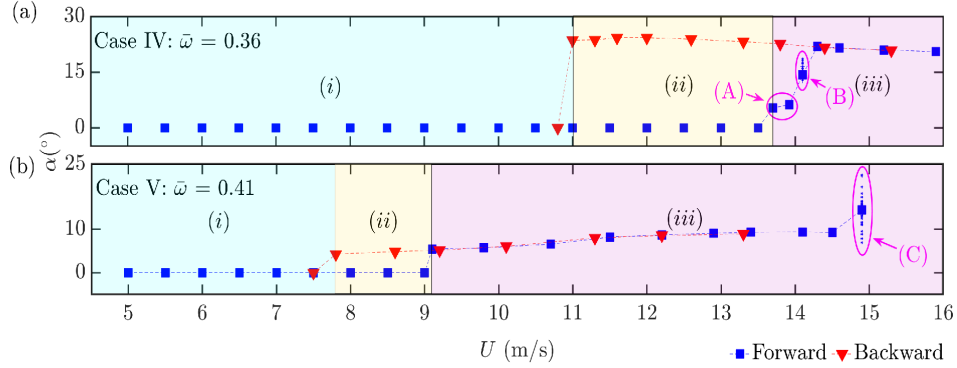 (a)
30
15
0
Case IV: ω̄ = 0.36
(i)
(ii)
(iii)
(A)
(B)
α(°
(b)
25
10
0
Case V: ω̄ = 0.41
(i)
(ii)
(iii)
(C)
5 6 7 8 9 10 11 12 13 14 15 16
U (m/s)
Forward Backward